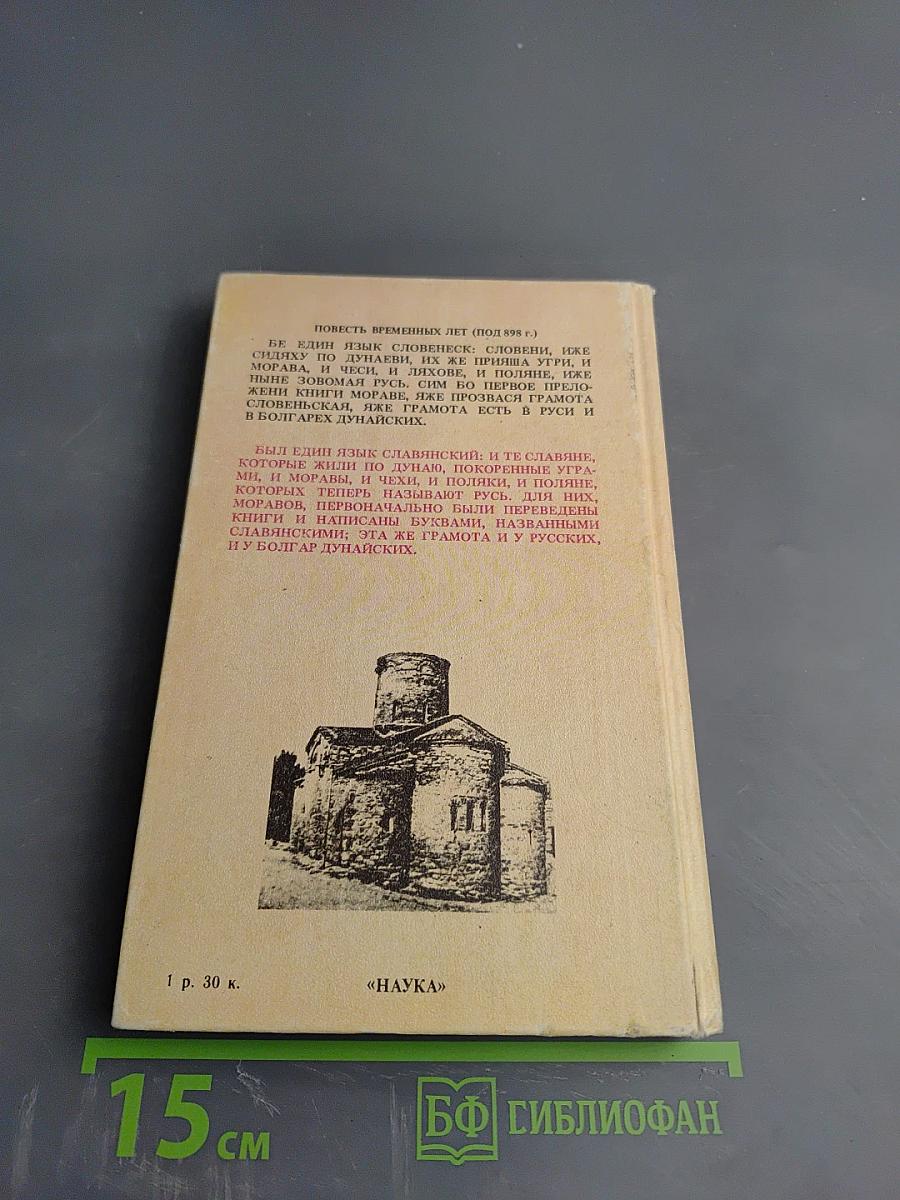 ПОВЕСТЬ ВРЕМЕННЫХ ЛЕТ (ПОД 898 г.)
БЕ ЕДИН ЯЗЫК СЛОВЕНЕСК: СЛОВЕНИ, ИЖЕ
СИДЯХУ ПО ДУНАЕВИ, ИХ ЖЕ ПРИЯША УГРИ, И
МОРАВА, И ЧЕСИ, И ЛЯХОВЕ, И ПОЛЯНЕ, ИЖЕ
НЫНЕ ЗОВОМАЯ РУСЬ. СИМ БО ПЕРВОЕ ПРЕЛО-
ЖЕНИ КНИГИ МОРАВЕ, ЯЖЕ ПРОЗВАСЯ ГРАМОТА
СЛОВЕНЬСКАЯ, ЯЖЕ ГРАМОТА ЕСТЬ В РУСИ И
В БОЛГАРЕХ ДУНАЙСКИХ.
БЫЛ ЕДИН ЯЗЫК СЛАВЯНСКИЙ: И ТЕ СЛАВЯНЕ,
КОТОРЫЕ ЖИЛИ ПО ДУНАЮ, ПОКОРЕННЫЕ УГРА-
МИ, И МОРАВЫ, И ЧЕХИ, И ПОЛЯКИ, И ПОЛЯНЕ,
КОТОРЫХ ТЕПЕРЬ НАЗЫВАЮТ РУСЬ. ДЛЯ НИХ,
МОРАВОВ, ПЕРВОНАЧАЛЬНО БЫЛИ ПЕРЕВЕДЕНЫ
КНИГИ И НАПИСАНЫ БУКВАМИ, НАЗВАННЫМИ
СЛАВЯНСКИМИ; ЭТА ЖЕ ГРАМОТА И У РУССКИХ,
И У БОЛГАР ДУНАЙСКИХ.
1 р. 30 к.
«НАУКА»
15 см
БФ СИБЛИОФАН